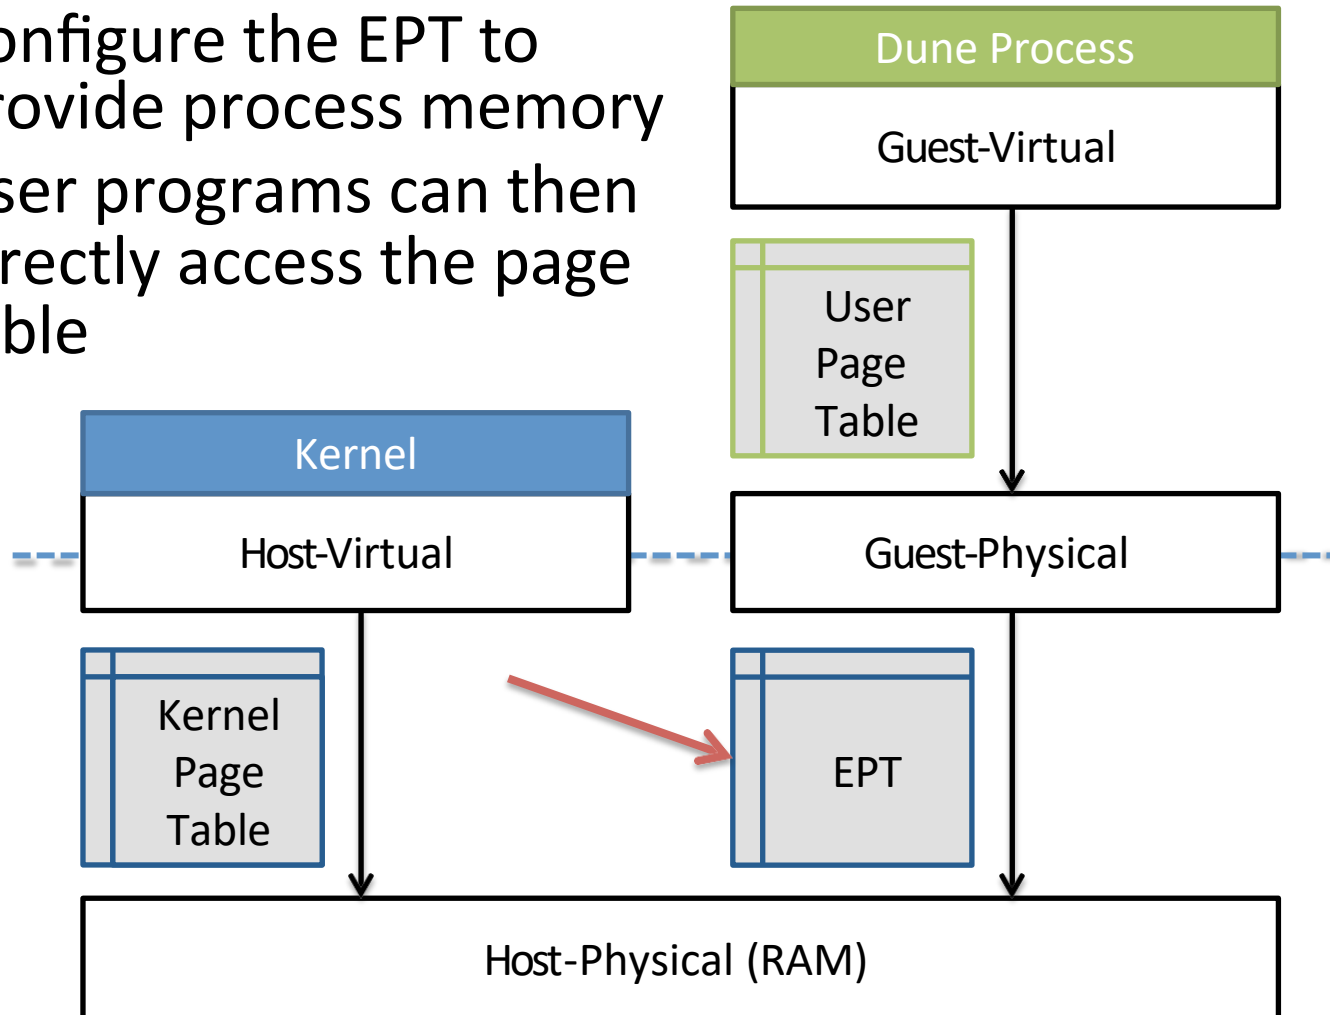 onfigure the EPT to
rovide process memory
ser programs can then
rectly access the page
ble
Dune Process
Guest-Virtual
User
Page
Table
Kernel
Host-Virtual
Guest-Physical
Kernel
Page
Table
EPT
Host-Physical (RAM)